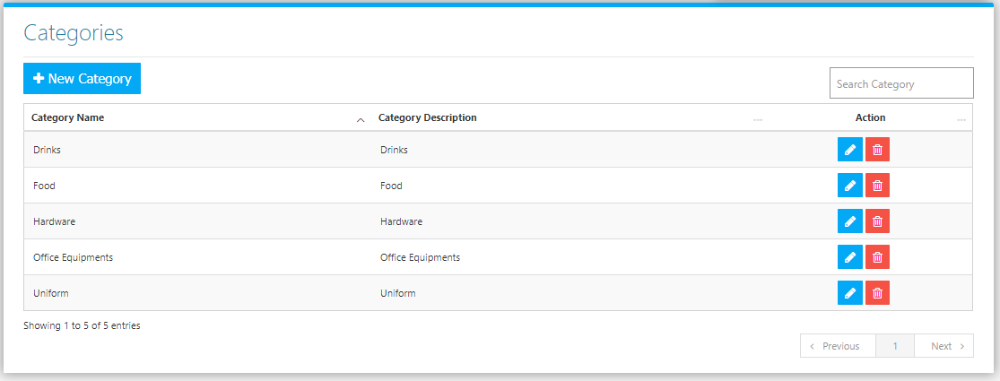 Categories
New Category
Search Category
Category Name Category Description Action
Drinks Drinks
Food Food
Hardware Hardware
Office Equipments Office Equipments
Uniform Uniform
Showing 1 to 5 of 5 entries
Previous 1 Next